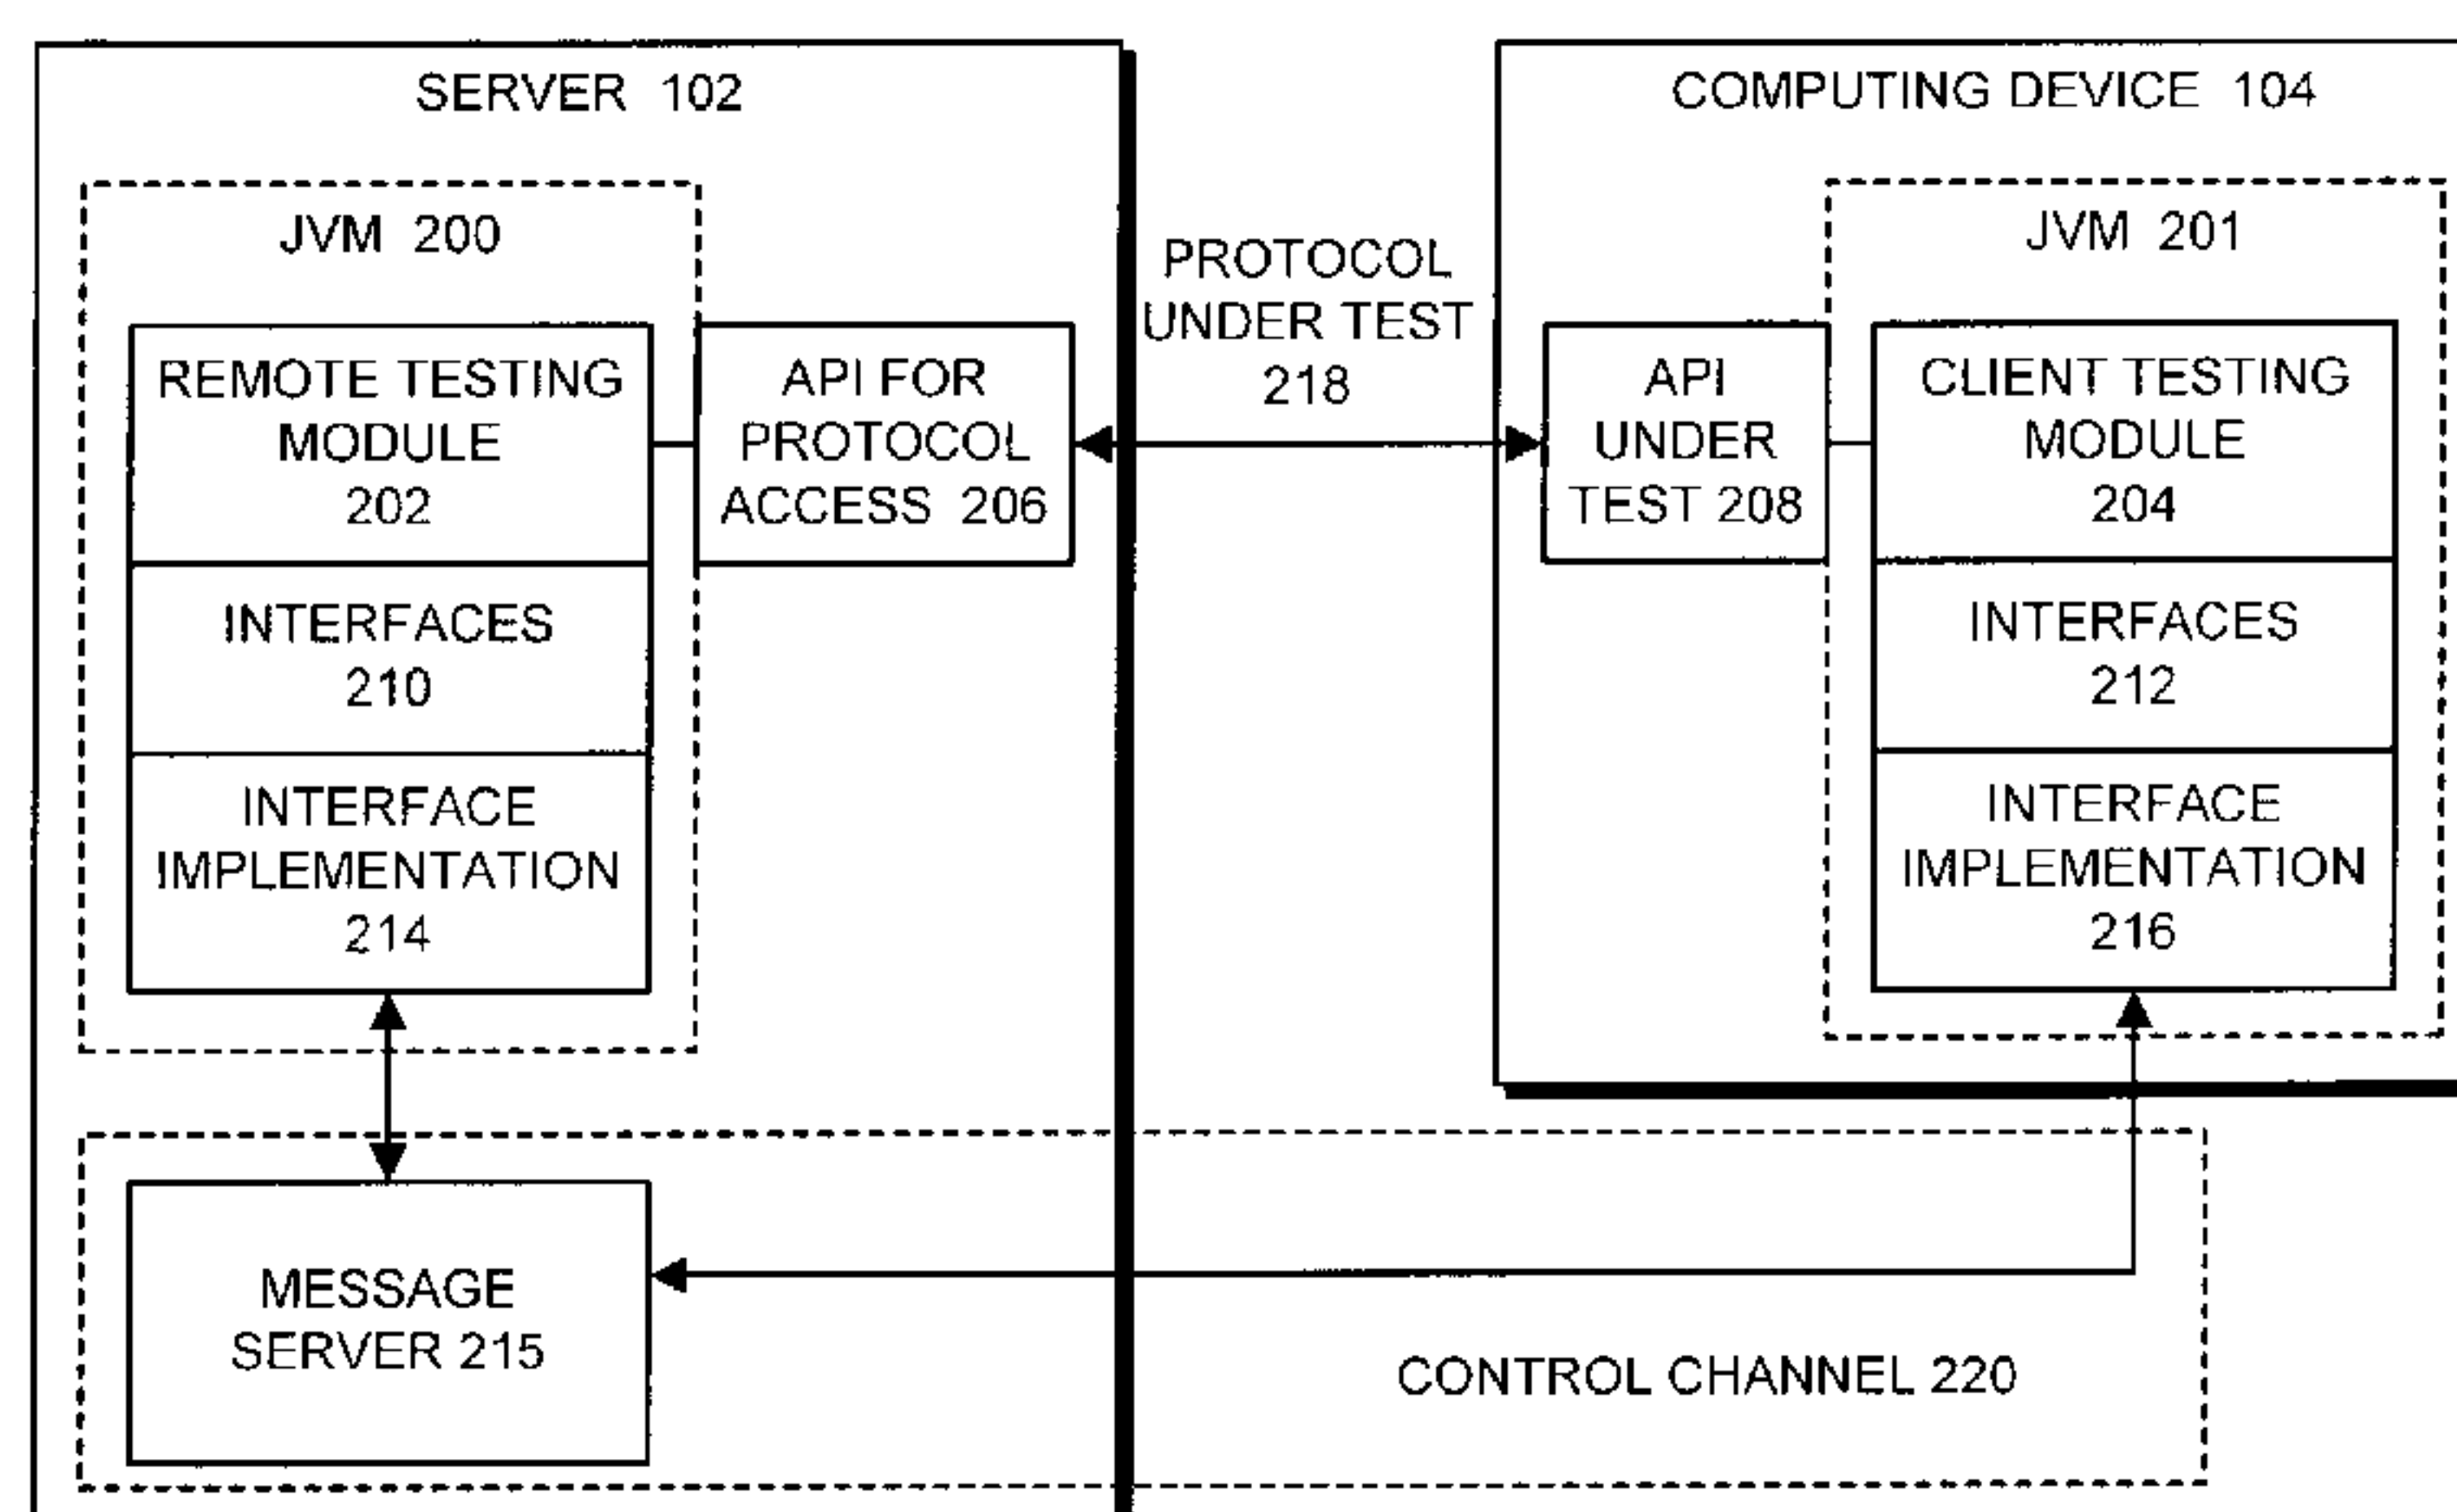 SERVER 102
JVM 200
REMOTE TESTING
MODULE
202
INTERFACES
210
INTERFACE
IMPLEMENTATION
214
API FOR
PROTOCOL
ACCESS 206
PROTOCOL
UNDER TEST
218
COMPUTING DEVICE 104
JVM 201
API
UNDER
TEST 208
CLIENT TESTING
MODULE
204
INTERFACES
212
INTERFACE
IMPLEMENTATION
216
MESSAGE
SERVER 215
CONTROL CHANNEL 220